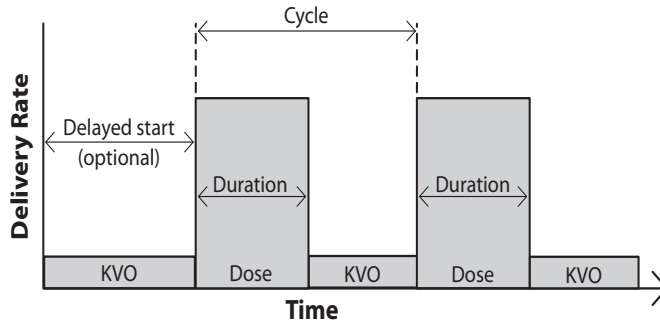 Cycle
Delivery Rate
Delayed start
(optional)
Duration
Duration
KVO
Dose
KVO
Dose
KVO
Time